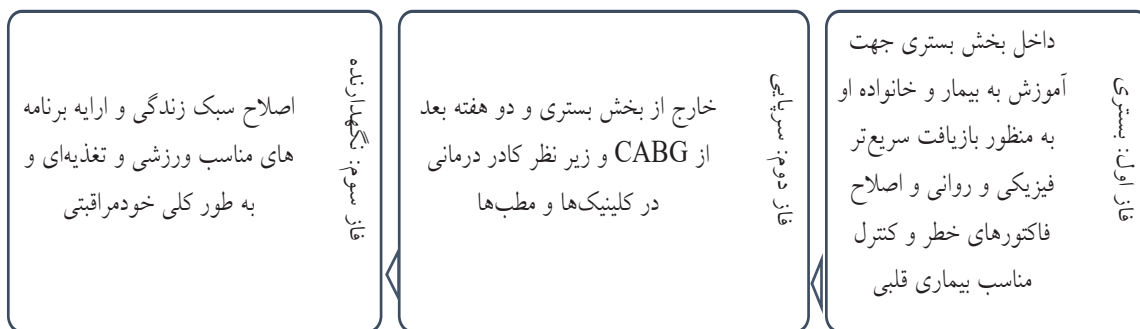 فاز اول: بستری
داخل بخش بستری جهت
آموزش به بیمار و خانواده او
به منظور بازیافت سریع‌تر
فیزیکی و روانی و اصلاح
فاکتورهای خطر و کنترل
مناسب بیماری قلبی
فاز دوم: سرپایی
خارج از بخش بستری و دو هفته بعد
از CABG و زیر نظر کادر درمانی
در کلینیک‌ها و مطب‌ها
فاز سوم: نگهدارنده
اصلاح سبک زندگی و ارایه برنامه
های مناسب ورزشی و تغذیه‌ای و
به طور کلی خودمراقبتی